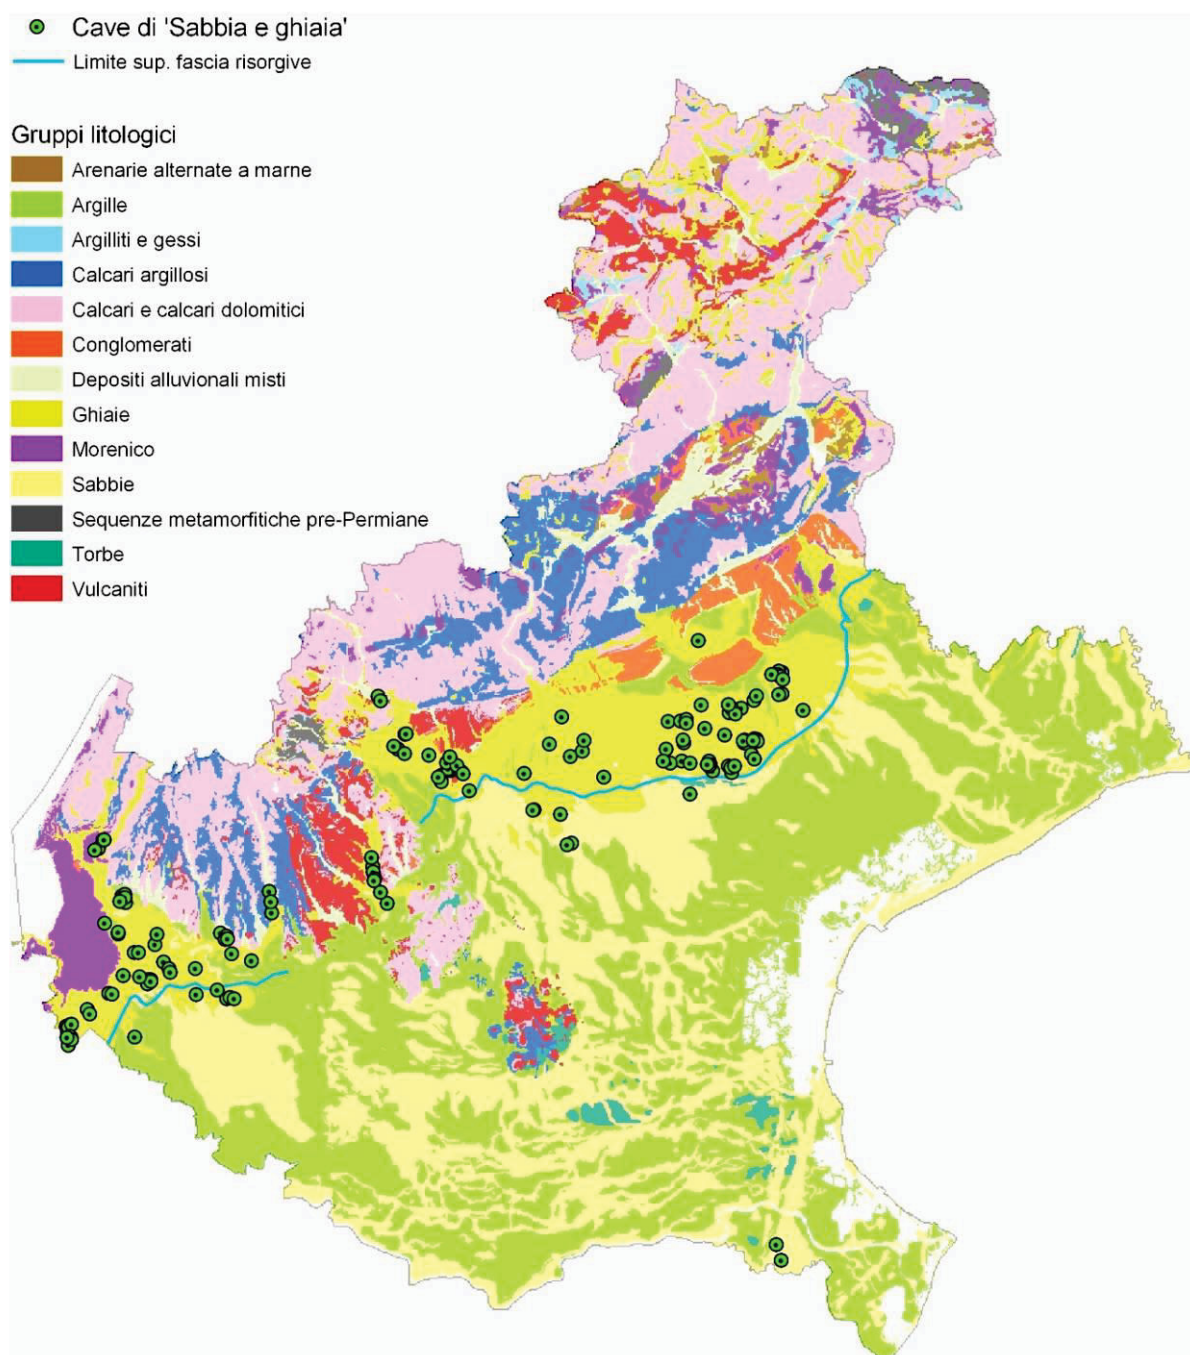 Cave di 'Sabbia e ghiaia'
Limite sup. fascia risorgive
Gruppi litologici
Arenarie alternate a marne
Argille
Argilliti e gessi
Calcari argillosi
Calcari e calcari dolomitici
Conglomerati
Depositi alluvionali misti
Ghiaie
Morenico
Sabbie
Sequenze metamorfitiche pre-Permiane
Torbe
Vulcaniti